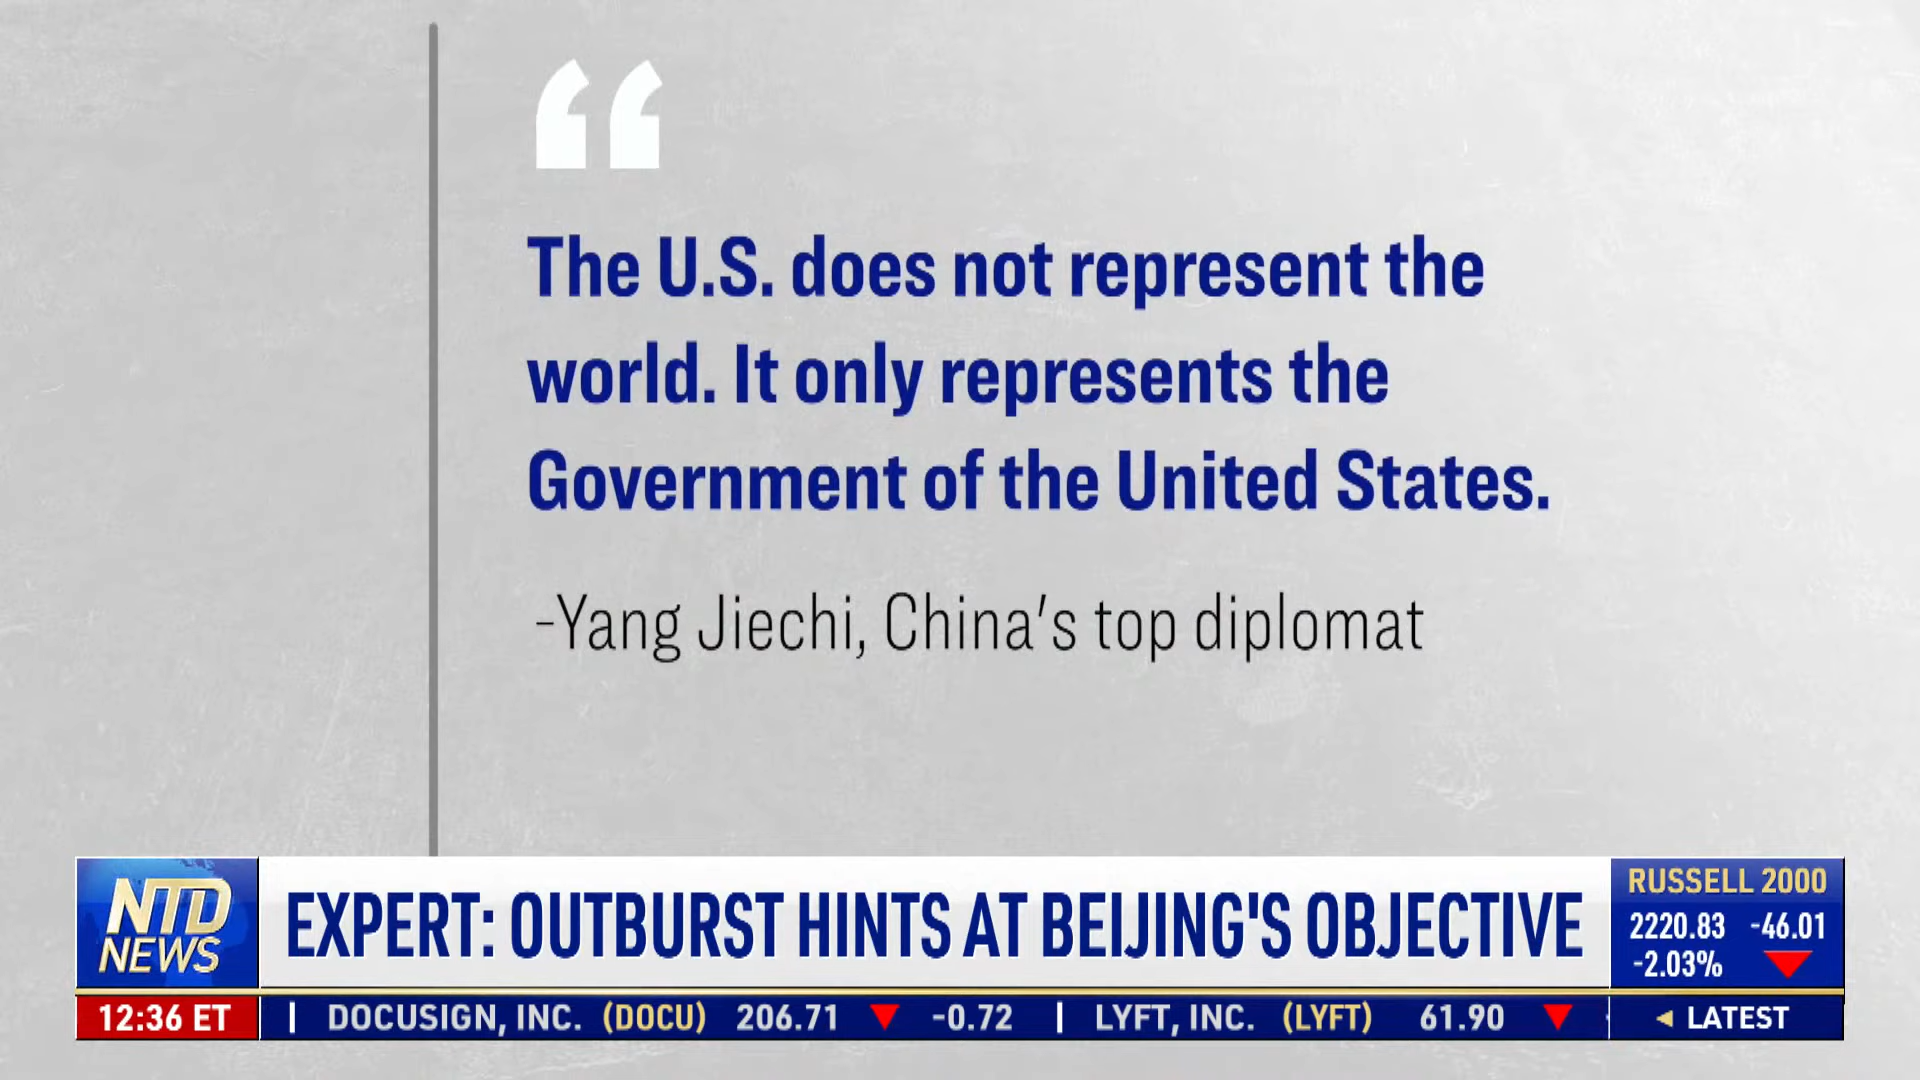 “
The U.S. does not represent the
world. It only represents the
Government of the United States.
-Yang Jiechi, China's top diplomat
NTD
NEWS
EXPERT: OUTBURST HINTS AT BEIJING'S OBJECTIVE
RUSSELL 2000
2220.83 -46.01
-2.03% ▼
12:36 ET
| DOCUSIGN, INC. (DOCU) 206.71 ▼ -0.72 | LYFT, INC. (LYFT) 61.90 ▼
◄ LATEST